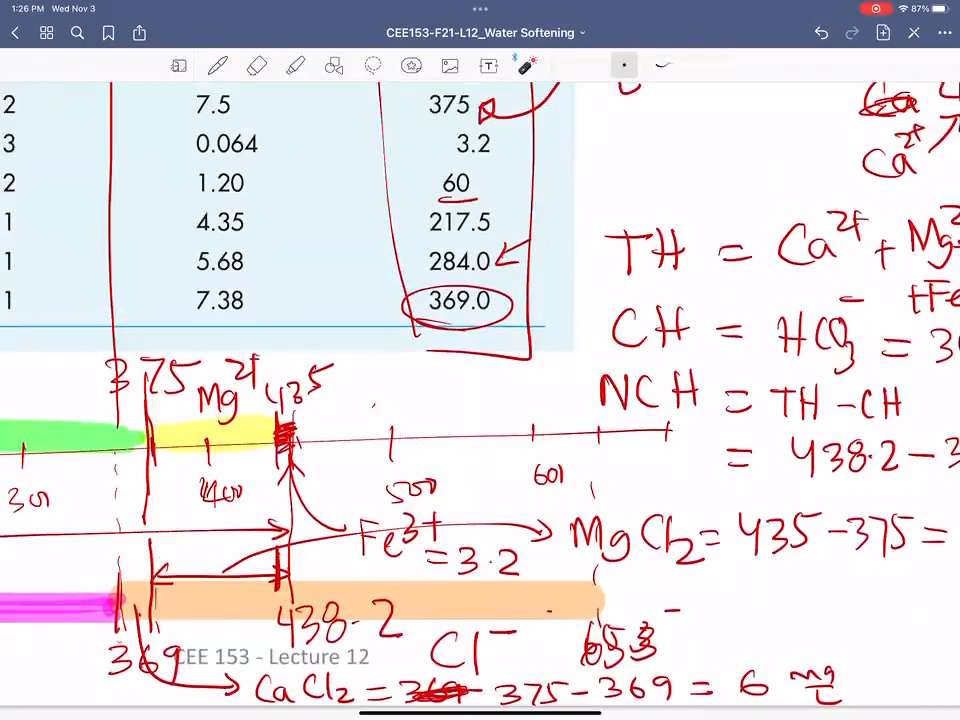 1:26 PM Wed Nov 3
87%
CEE153-F21-L12_Water Softening
2 7.5 375
3 0.064 3.2
2 1.20 60
1 4.35 217.5
1 5.68 284.0
1 7.38 369.0
Ca2+
TH = Ca2+ + Mg2
+Fe
CH = HCO3- = 3
NCH = TH - CH
= 438.2 - 3
375 Mg2+ 435
300 400 500 600
Fe3+ = 3.2
MgCl2 = 435 - 375 =
438.2
369
Cl-
653
CEE 153 - Lecture 12
CaCl2 = 375 - 369 = 6 mg/L